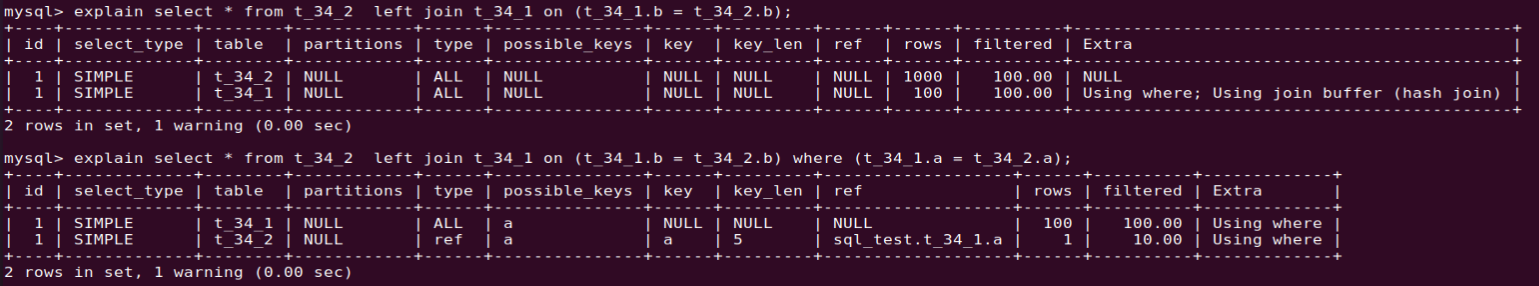 mysql> explain select * from t_34_2  left join t_34_1 on (t_34_1.b = t_34_2.b);
+----+-------------+--------+------------+------+---------------+------+---------+------+------+----------+--------------------------------------------+
| id | select_type | table  | partitions | type | possible_keys | key  | key_len | ref  | rows | filtered | Extra                                      |
+----+-------------+--------+------------+------+---------------+------+---------+------+------+----------+--------------------------------------------+
|  1 | SIMPLE      | t_34_2 | NULL       | ALL  | NULL          | NULL | NULL    | NULL | 1000 |   100.00 | NULL                                       |
|  1 | SIMPLE      | t_34_1 | NULL       | ALL  | NULL          | NULL | NULL    | NULL |  100 |   100.00 | Using where; Using join buffer (hash join) |
+----+-------------+--------+------------+------+---------------+------+---------+------+------+----------+--------------------------------------------+
2 rows in set, 1 warning (0.00 sec)

mysql> explain select * from t_34_2  left join t_34_1 on (t_34_1.b = t_34_2.b) where (t_34_1.a = t_34_2.a);
+----+-------------+--------+------------+------+---------------+------+---------+-------------------+------+----------+-------------+
| id | select_type | table  | partitions | type | possible_keys | key  | key_len | ref               | rows | filtered | Extra       |
+----+-------------+--------+------------+------+---------------+------+---------+-------------------+------+----------+-------------+
|  1 | SIMPLE      | t_34_1 | NULL       | ALL  | a             | NULL | NULL    | NULL              |  100 |   100.00 | Using where |
|  1 | SIMPLE      | t_34_2 | NULL       | ref  | a             | a    | 5       | sql_test.t_34_1.a |    1 |    10.00 | Using where |
+----+-------------+--------+------------+------+---------------+------+---------+-------------------+------+----------+-------------+
2 rows in set, 1 warning (0.00 sec)